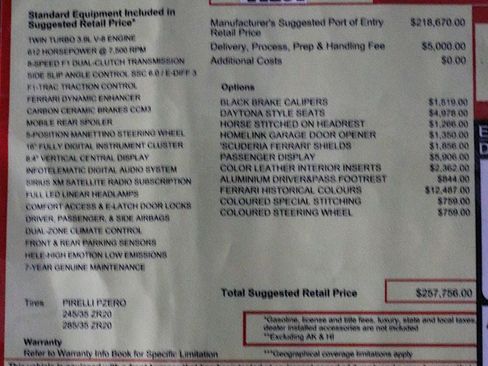 Standard Equipment Included in
Suggested Retail Price*
TWIN TURBO 3.9L V-8 ENGINE
612 HORSEPOWER @ 7,500 RPM
8-SPEED F1 DUAL-CLUTCH TRANSMISSION
SIDE SLIP ANGLE CONTROL SSC 6.0 / E-DIFF 3
F1-TRAC TRACTION CONTROL
FERRARI DYNAMIC ENHANCER
CARBON CERAMIC BRAKES CCM3
MOBILE REAR SPOILER
5-POSITION MANETTINO STEERING WHEEL
16" FULLY DIGITAL INSTRUMENT CLUSTER
8.4" VERTICAL CENTRAL DISPLAY
INFOTELEMATIC DIGITAL AUDIO SYSTEM
SIRIUS XM SATELLITE RADIO SUBSCRIPTION
FULL LED LINEAR HEADLAMPS
COMFORT ACCESS & E-LATCH DOOR LOCKS
DRIVER, PASSENGER, & SIDE AIRBAGS
DUAL-ZONE CLIMATE CONTROL
FRONT & REAR PARKING SENSORS
HELE-HIGH EMOTION LOW EMISSIONS
7-YEAR GENUINE MAINTENANCE
Tires PIRELLI PZERO
245/35 ZR20
285/35 ZR20
Warranty
Refer to Warranty Info Book for Specific Limitation
Manufacturer's Suggested Port of Entry
Retail Price $218,670.00
Delivery, Process, Prep & Handling Fee $5,000.00
Additional Costs $0.00
Options
BLACK BRAKE CALIPERS $1,519.00
DAYTONA STYLE SEATS $4,978.00
HORSE STITCHED ON HEADREST $1,266.00
HOMELINK GARAGE DOOR OPENER $1,350.00
'SCUDERIA FERRARI' SHIELDS $1,856.00
PASSENGER DISPLAY $5,906.00
COLOR LEATHER INTERIOR INSERTS $2,362.00
ALUMINIUM DRIVER&PASS.FOOTREST $844.00
FERRARI HISTORICAL COLOURS $12,487.00
COLOURED SPECIAL STITCHING $759.00
COLOURED STEERING WHEEL $759.00
Total Suggested Retail Price $257,756.00
*Gasoline, license and title fees, luxury, state and local taxes,
dealer installed accessories are not included
**Excluding AK & HI
***Geographical coverage limitations apply